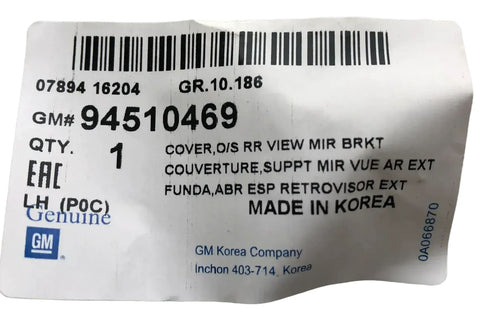 07894 16204 GR.10.186
GM# 94510469
QTY. 1 COVER,O/S RR VIEW MIR BRKT
COUVERTURE,SUPPT MIR VUE AR EXT
EAC FUNDA,ABR ESP RETROVISOR EXT
LH (P0C) MADE IN KOREA
Genuine
GM
GM Korea Company
Inchon 403-714, Korea
0A066870